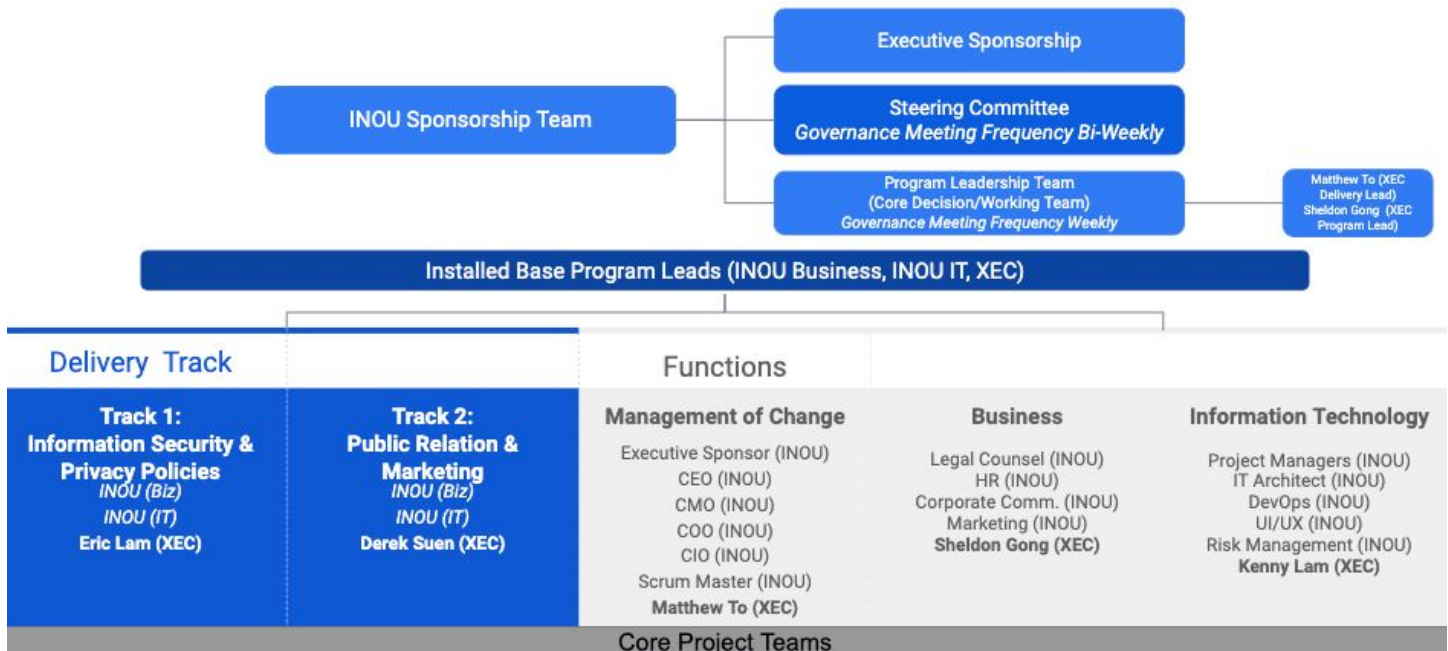 Executive Sponsorship
INOU Sponsorship Team
Steering Committee
Governance Meeting Frequency Bi-Weekly
Program Leadership Team
(Core Decision/Working Team)
Governance Meeting Frequency Weekly
Matthew To (XEC
Delivery Lead)
Sheldon Gong (XEC
Program Lead)
Installed Base Program Leads (INOU Business, INOU IT, XEC)
Delivery Track
Functions
Track 1:
Information Security &
Privacy Policies
INOU (Biz)
INOU (IT)
Eric Lam (XEC)
Track 2:
Public Relation &
Marketing
INOU (Biz)
INOU (IT)
Derek Suen (XEC)
Management of Change
Executive Sponsor (INOU)
CEO (INOU)
CMO (INOU)
COO (INOU)
CIO (INOU)
Scrum Master (INOU)
Matthew To (XEC)
Business
Legal Counsel (INOU)
HR (INOU)
Corporate Comm. (INOU)
Marketing (INOU)
Sheldon Gong (XEC)
Information Technology
Project Managers (INOU)
IT Architect (INOU)
DevOps (INOU)
UI/UX (INOU)
Risk Management (INOU)
Kenny Lam (XEC)
Core Project Teams